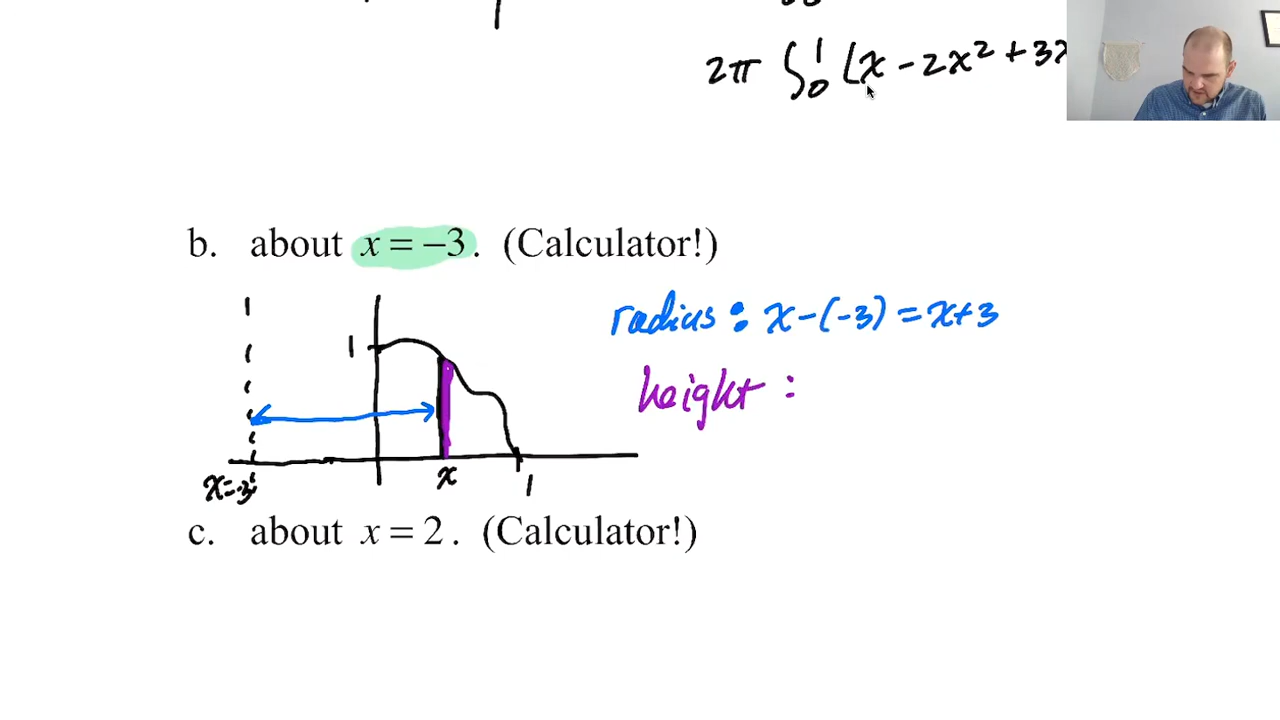 2π ∫₀¹ (x - 2x² + 3x
b. about x = –3. (Calculator!)
radius: x-(-3) = x+3
1
height:
x=-3
x
1
c. about x = 2. (Calculator!)